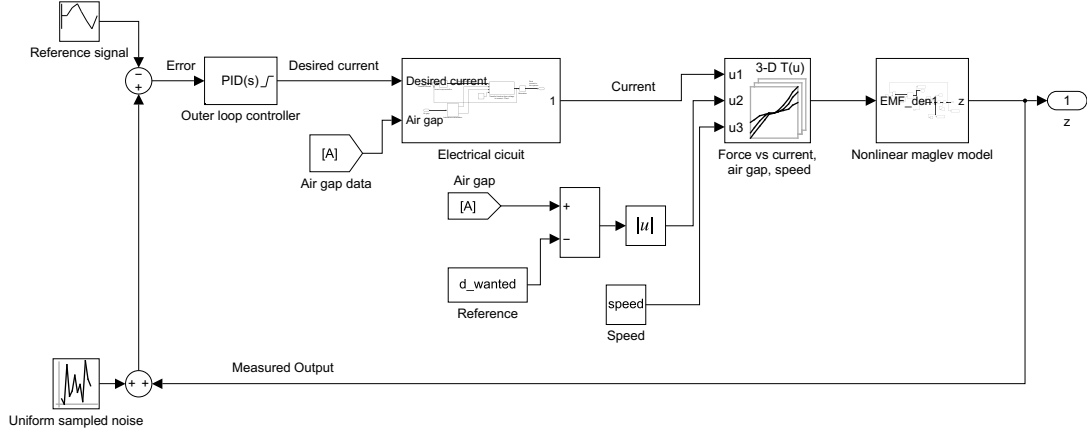 Reference signal
−
+
Error
PID(s)
Outer loop controller
Desired current
Desired current
Air gap
1
Electrical cicuit
[A]
Air gap data
Current
3-D T(u)
u1
u2
u3
Force vs current,
air gap, speed
EMF_den1
z
Nonlinear maglev model
1
z
Air gap
[A]
+
−
|u|
d_wanted
Reference
speed
Speed
Measured Output
+ +
Uniform sampled noise